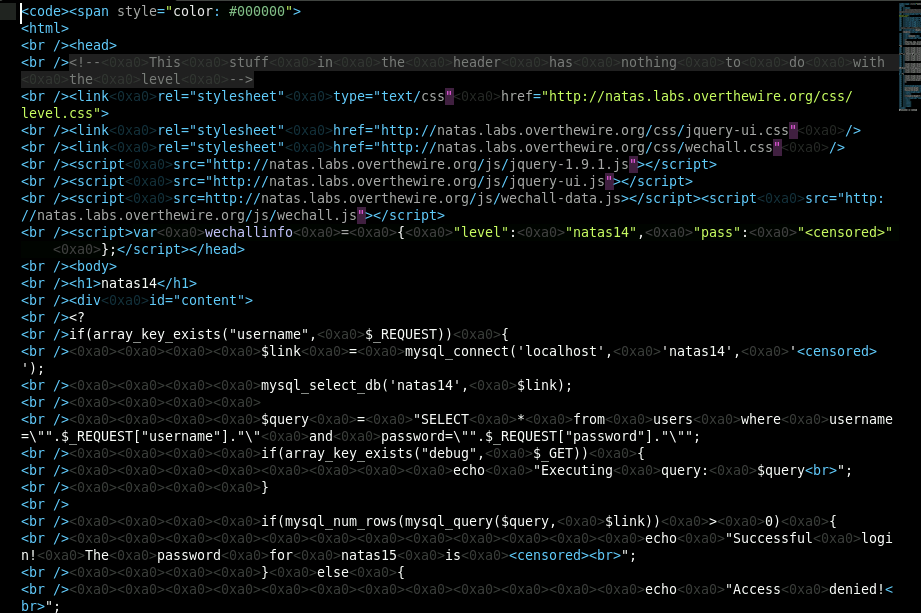 <code><span style="color: #000000">
<html>
<br /><head>
<br /><!--<0xa0>This<0xa0>stuff<0xa0>in<0xa0>the<0xa0>header<0xa0>has<0xa0>nothing<0xa0>to<0xa0>do<0xa0>with
<0xa0>the<0xa0>level<0xa0>-->
<br /><link<0xa0>rel="stylesheet"<0xa0>type="text/css"<0xa0>href="http://natas.labs.overthewire.org/css/
level.css">
<br /><link<0xa0>rel="stylesheet"<0xa0>href="http://natas.labs.overthewire.org/css/jquery-ui.css"<0xa0>/>
<br /><link<0xa0>rel="stylesheet"<0xa0>href="http://natas.labs.overthewire.org/css/wechall.css"<0xa0>/>
<br /><script<0xa0>src="http://natas.labs.overthewire.org/js/jquery-1.9.1.js"></script>
<br /><script<0xa0>src="http://natas.labs.overthewire.org/js/jquery-ui.js"></script>
<br /><script<0xa0>src=http://natas.labs.overthewire.org/js/wechall-data.js></script><script<0xa0>src="http:
//natas.labs.overthewire.org/js/wechall.js"></script>
<br /><script>var<0xa0>wechallinfo<0xa0>=<0xa0>{<0xa0>"level":<0xa0>"natas14",<0xa0>"pass":<0xa0>"<censored>"
<0xa0>};</script></head>
<br /><body>
<br /><h1>natas14</h1>
<br /><div<0xa0>id="content">
<br /><?
<br />if(array_key_exists("username",<0xa0>$_REQUEST))<0xa0>{
<br /><0xa0><0xa0><0xa0><0xa0>$link<0xa0>=<0xa0>mysql_connect('localhost',<0xa0>'natas14',<0xa0>'<censored>
');
<br /><0xa0><0xa0><0xa0><0xa0>mysql_select_db('natas14',<0xa0>$link);
<br /><0xa0><0xa0><0xa0><0xa0>
<br /><0xa0><0xa0><0xa0><0xa0>$query<0xa0>=<0xa0>"SELECT<0xa0>*<0xa0>from<0xa0>users<0xa0>where<0xa0>username
=\"".$_REQUEST["username"]."\"<0xa0>and<0xa0>password=\"".$_REQUEST["password"]."\"";
<br /><0xa0><0xa0><0xa0><0xa0>if(array_key_exists("debug",<0xa0>$_GET))<0xa0>{
<br /><0xa0><0xa0><0xa0><0xa0><0xa0><0xa0><0xa0><0xa0>echo<0xa0>"Executing<0xa0>query:<0xa0>$query<br>";
<br /><0xa0><0xa0><0xa0><0xa0>}
<br />
<br /><0xa0><0xa0><0xa0><0xa0>if(mysql_num_rows(mysql_query($query,<0xa0>$link))<0xa0>><0xa0>0)<0xa0>{
<br /><0xa0><0xa0><0xa0><0xa0><0xa0><0xa0><0xa0><0xa0><0xa0><0xa0><0xa0><0xa0>echo<0xa0>"Successful<0xa0>logi
n!<0xa0>The<0xa0>password<0xa0>for<0xa0>natas15<0xa0>is<0xa0><censored><br>";
<br /><0xa0><0xa0><0xa0><0xa0>}<0xa0>else<0xa0>{
<br /><0xa0><0xa0><0xa0><0xa0><0xa0><0xa0><0xa0><0xa0><0xa0><0xa0><0xa0><0xa0>echo<0xa0>"Access<0xa0>denied!<
br>";